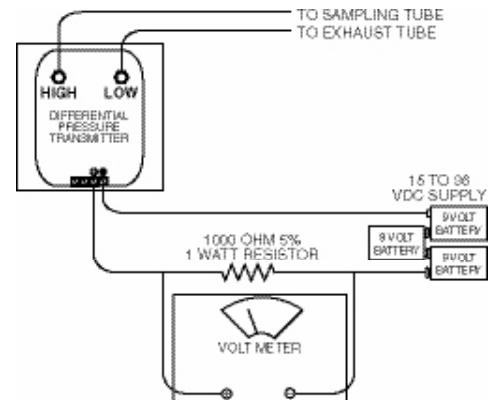 TO SAMPLING TUBE
TO EXHAUST TUBE
HIGH
LOW
DIFFERENTIAL
PRESSURE
TRANSMITTER
15 TO 36
VDC SUPPLY
9 VOLT
BATTERY
9 VOLT
BATTERY
9 VOLT
BATTERY
1000 OHM 5%
1 WATT RESISTOR
VOLT METER